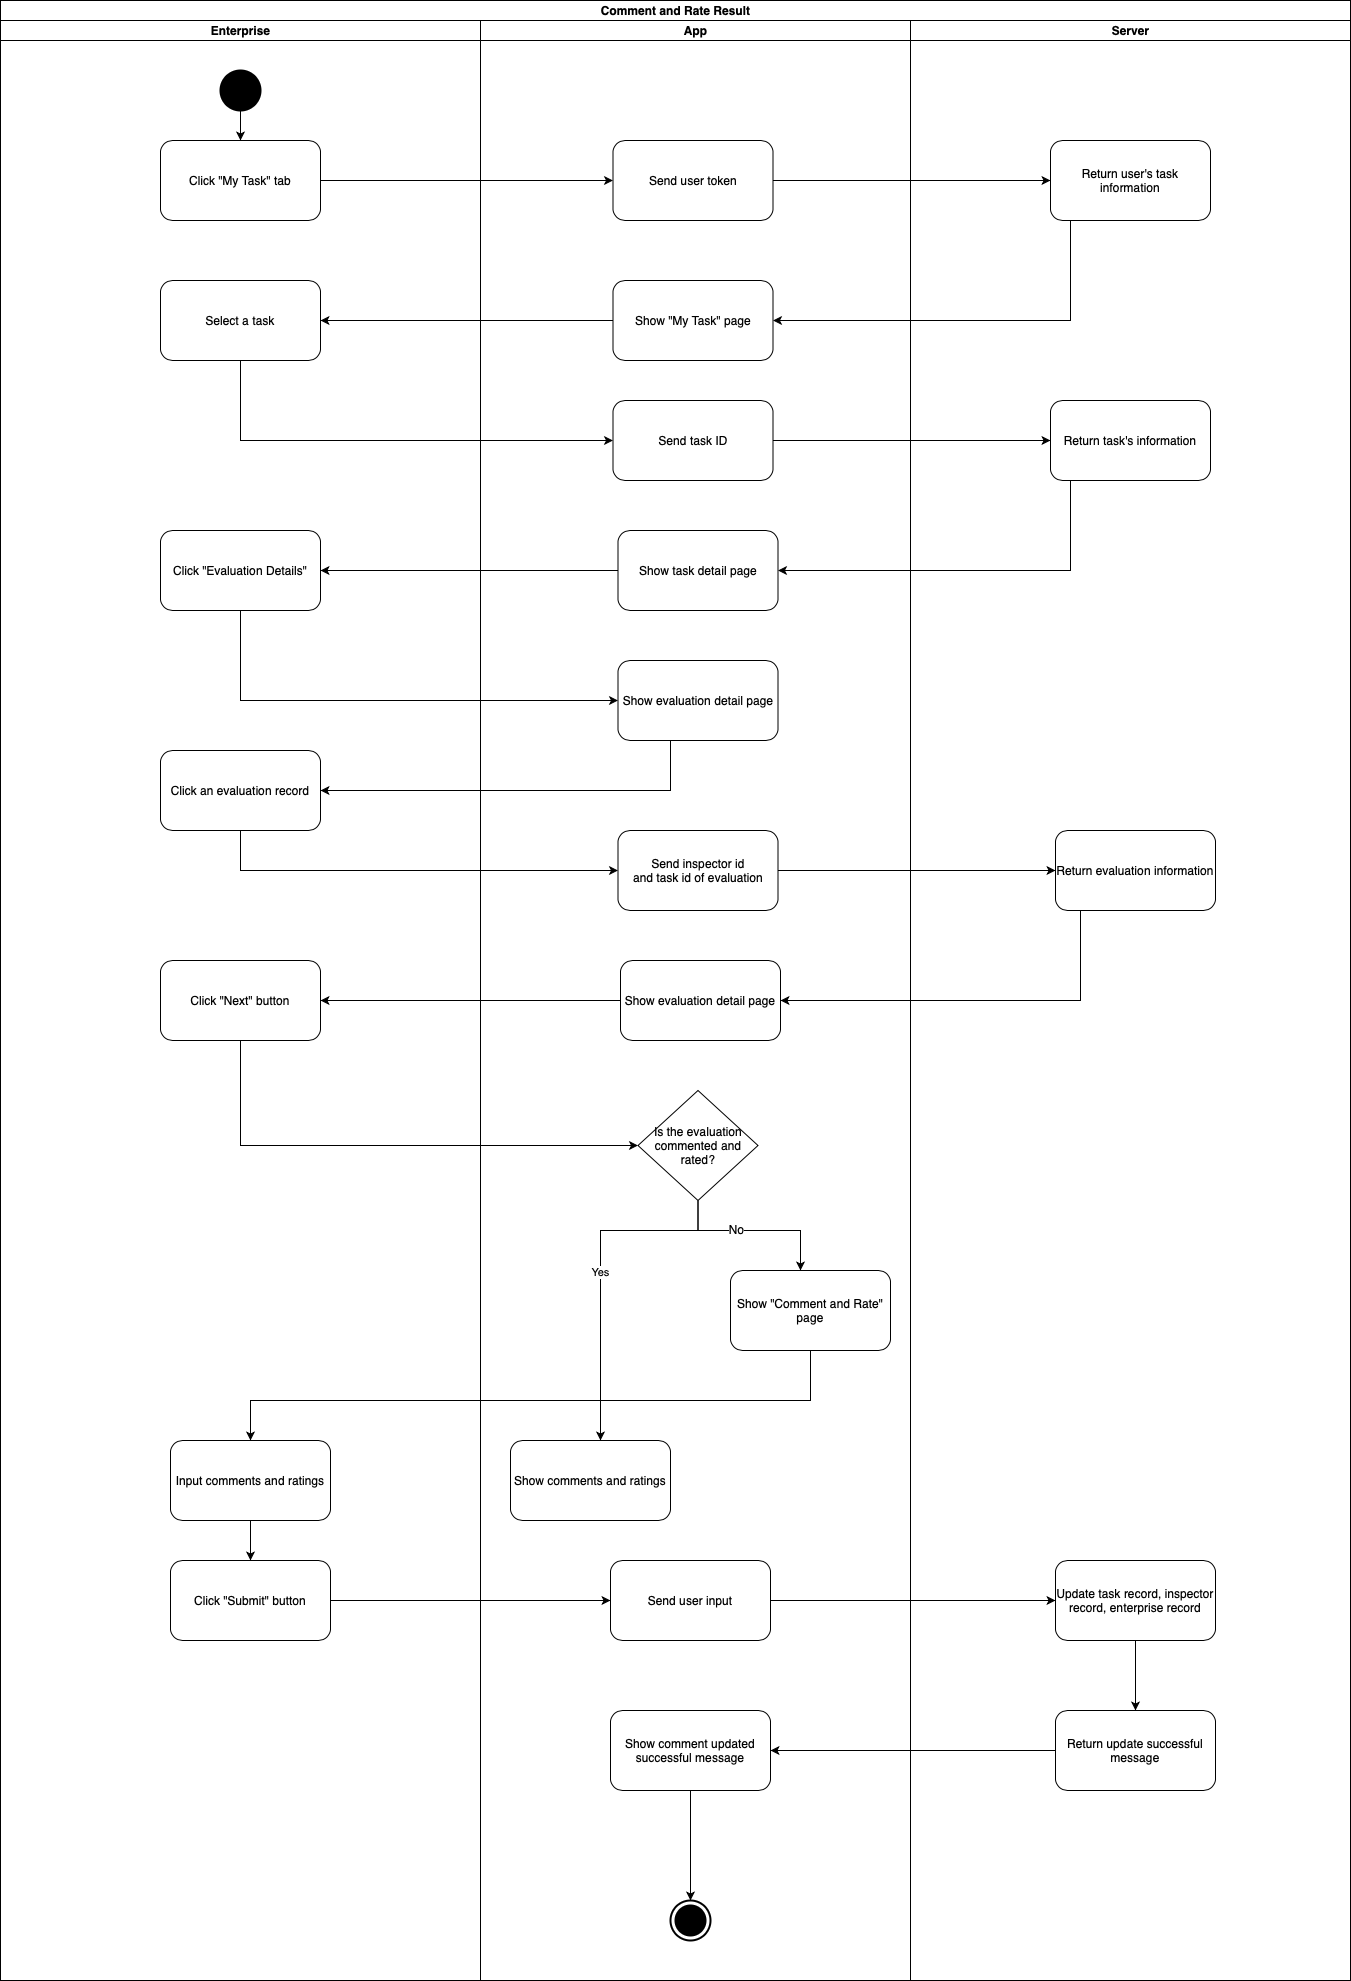 Comment and Rate Result
Enterprise
App
Server
Click "My Task" tab
Send user token
Return user's task
information
Select a task
Show "My Task" page
Send task ID
Return task's information
Click "Evaluation Details"
Show task detail page
Show evaluation detail page
Click an evaluation record
Send inspector id
and task id of evaluation
Return evaluation information
Click "Next" button
Show evaluation detail page
Is the evaluation
commented and
rated?
No
Yes
Show "Comment and Rate"
page
Input comments and ratings
Show comments and ratings
Click "Submit" button
Send user input
Update task record, inspector
record, enterprise record
Show comment updated
successful message
Return update successful
message